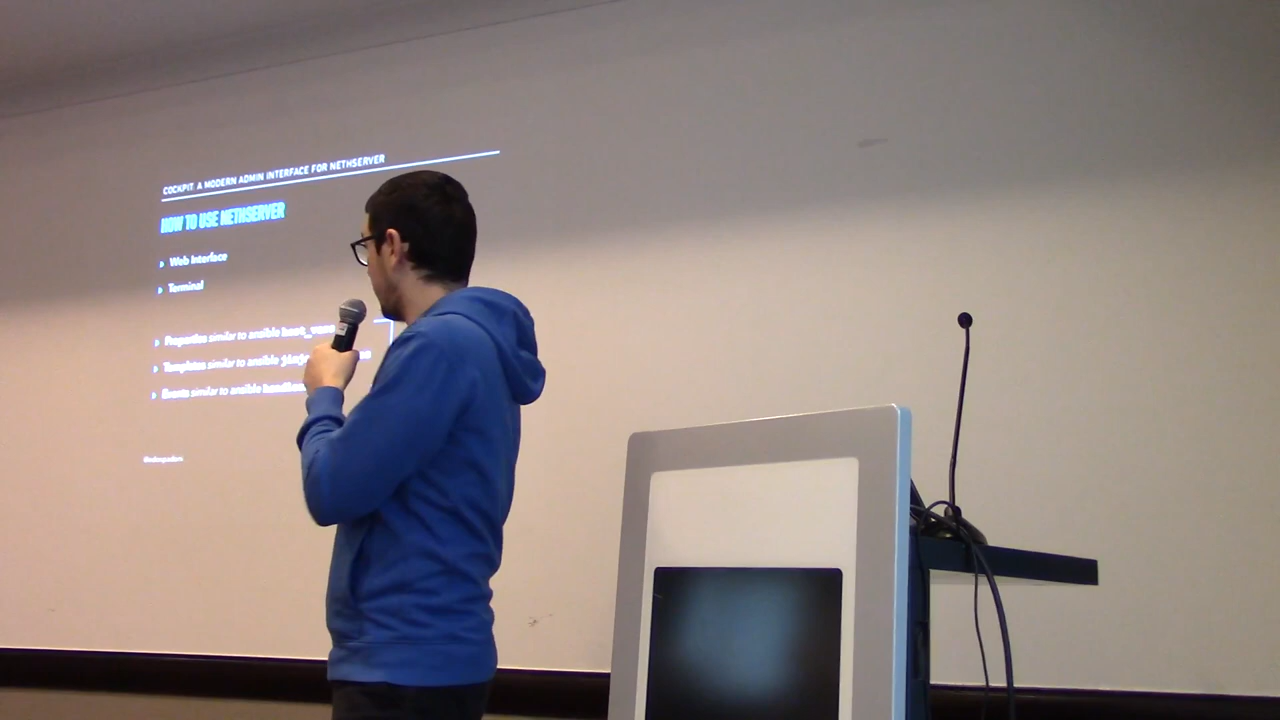 COCKPIT: A MODERN ADMIN INTERFACE FOR NETHSERVER
HOW TO USE NETHSERVER
Web Interface
Terminal
Properties similar to ansible
Templates similar to ansible
Events similar to ansible